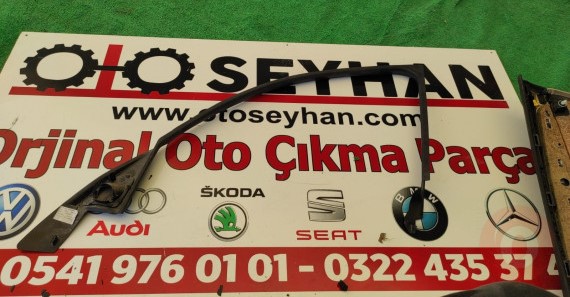 OTO SEYHAN
www.otoseyhan.com
Orjinal Oto Çıkma Parça
ŠKODA
BMW
Audi
SEAT
0541 976 01 01 - 0322 435 37 4